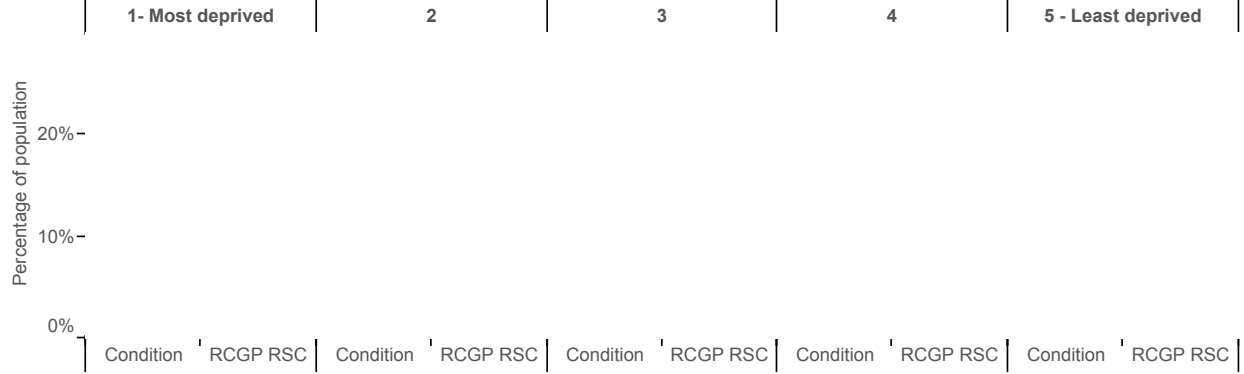 1- Most deprived 2 3 4 5 - Least deprived
Percentage of population
20%
10%
0%
Condition RCGP RSC Condition RCGP RSC Condition RCGP RSC Condition RCGP RSC Condition RCGP RSC